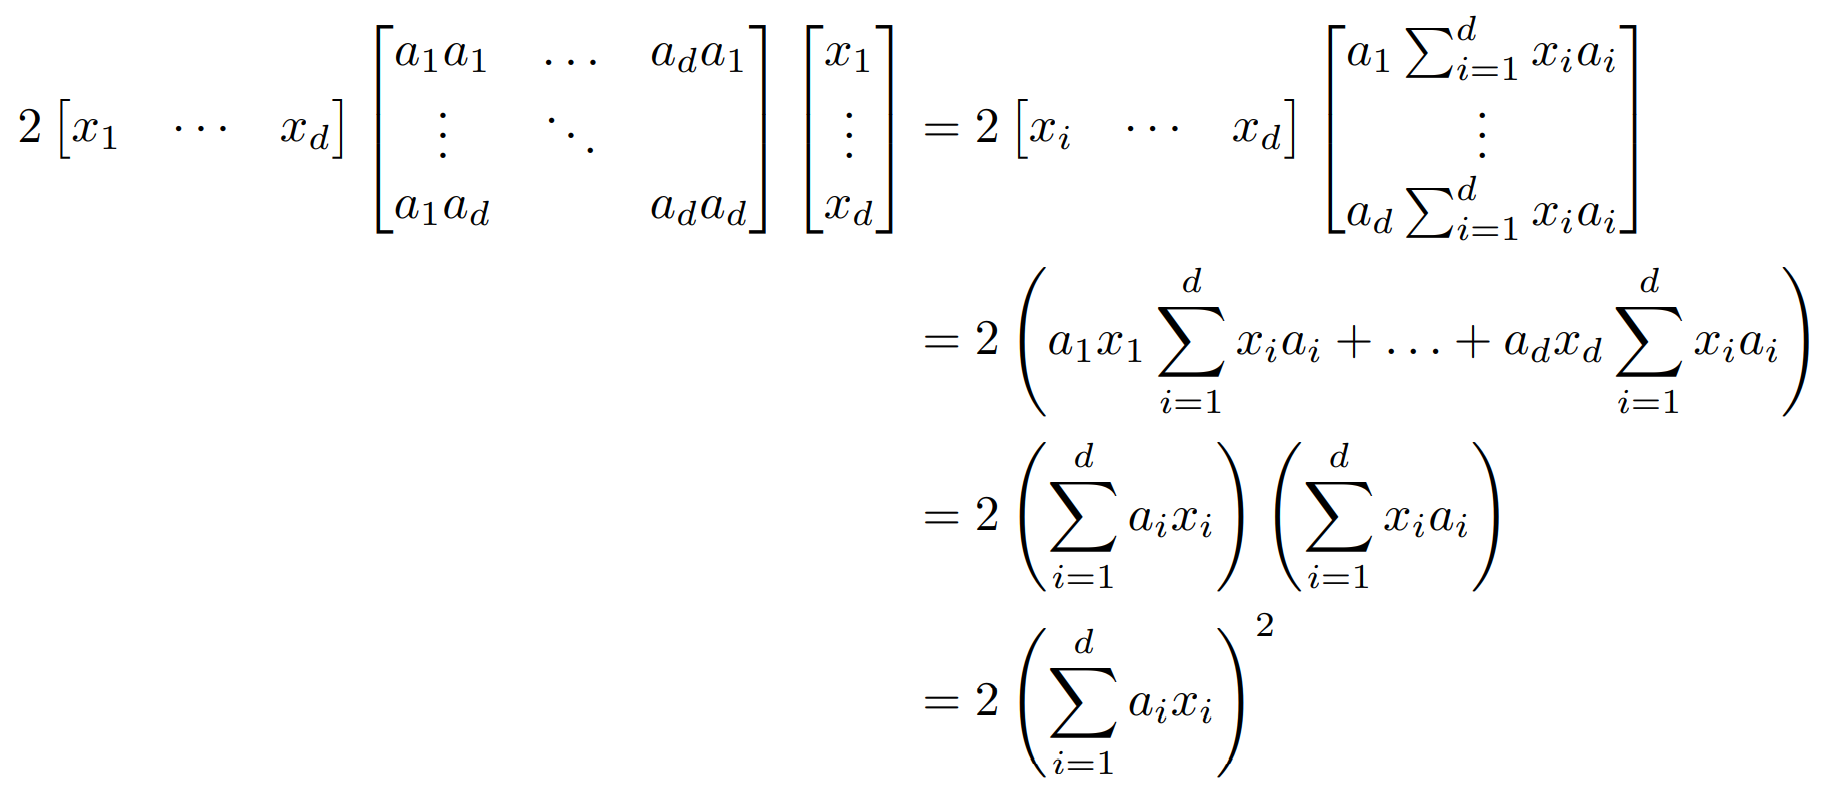 2 [x_1 ⋯ x_d] [a_1a_1 … a_da_1 ; ⋮ ⋱ ; a_1a_d a_da_d] [x_1 ; ⋮ ; x_d] = 2 [x_i ⋯ x_d] [a_1 ∑_{i=1}^{d} x_ia_i ; ⋮ ; a_d ∑_{i=1}^{d} x_ia_i]
= 2 (a_1x_1 ∑_{i=1}^{d} x_ia_i + … + a_dx_d ∑_{i=1}^{d} x_ia_i)
= 2 (∑_{i=1}^{d} a_ix_i) (∑_{i=1}^{d} x_ia_i)
= 2 (∑_{i=1}^{d} a_ix_i)^2